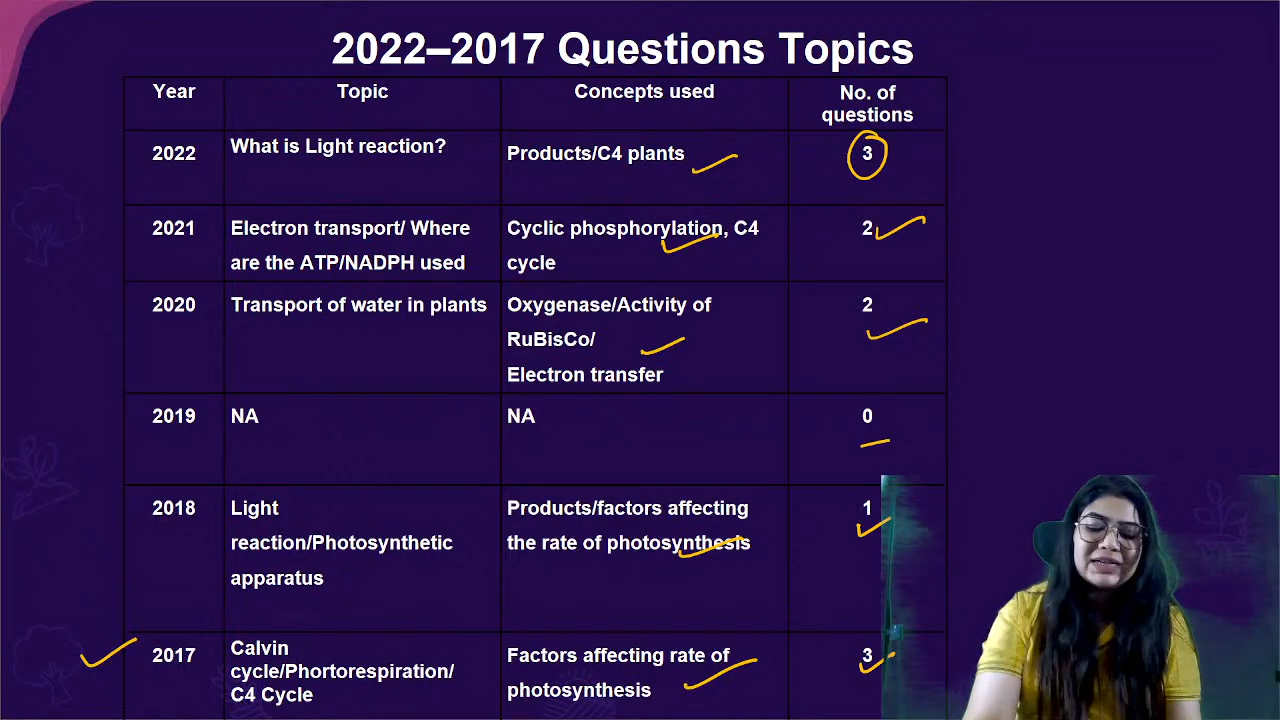 2022–2017 Questions Topics
Year
Topic
Concepts used
No. of
questions
2022
What is Light reaction?
Products/C4 plants
3
2021
Electron transport/ Where
are the ATP/NADPH used
Cyclic phosphorylation, C4
cycle
2
2020
Transport of water in plants
Oxygenase/Activity of
RuBisCo/
Electron transfer
2
2019
NA
NA
0
2018
Light
reaction/Photosynthetic
apparatus
Products/factors affecting
the rate of photosynthesis
1
2017
Calvin
cycle/Phortorespiration/
C4 Cycle
Factors affecting rate of
photosynthesis
3